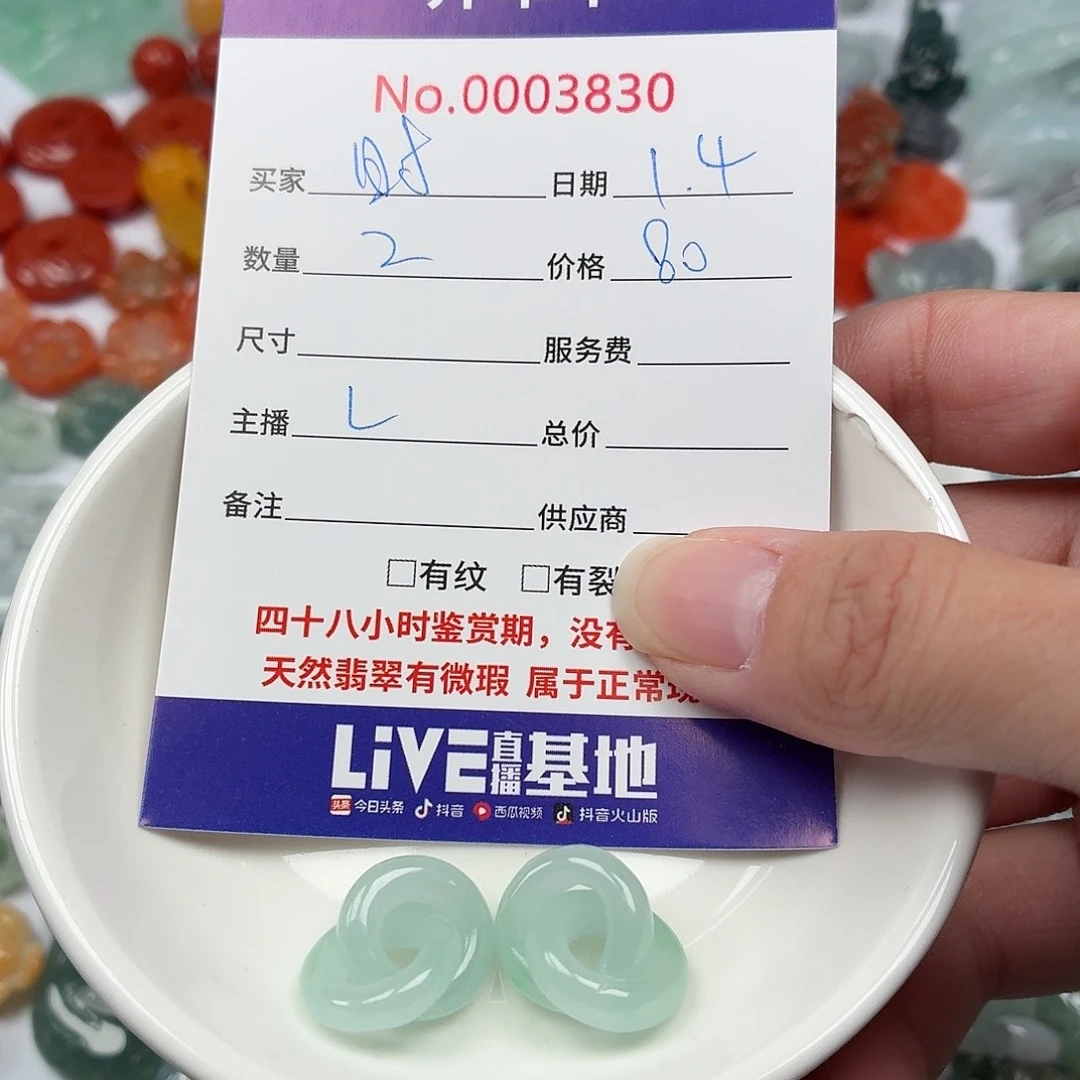 No.0003830
买家 时 日期 1.4
数量 2 价格 80
尺寸 服务费
主播 L 总价
备注 供应商
□有纹 □有裂
四十八小时鉴赏期，没有
天然翡翠有微瑕 属于正常现
LiVE直播基地
头条 今日头条 抖音 西瓜视频 抖音火山版